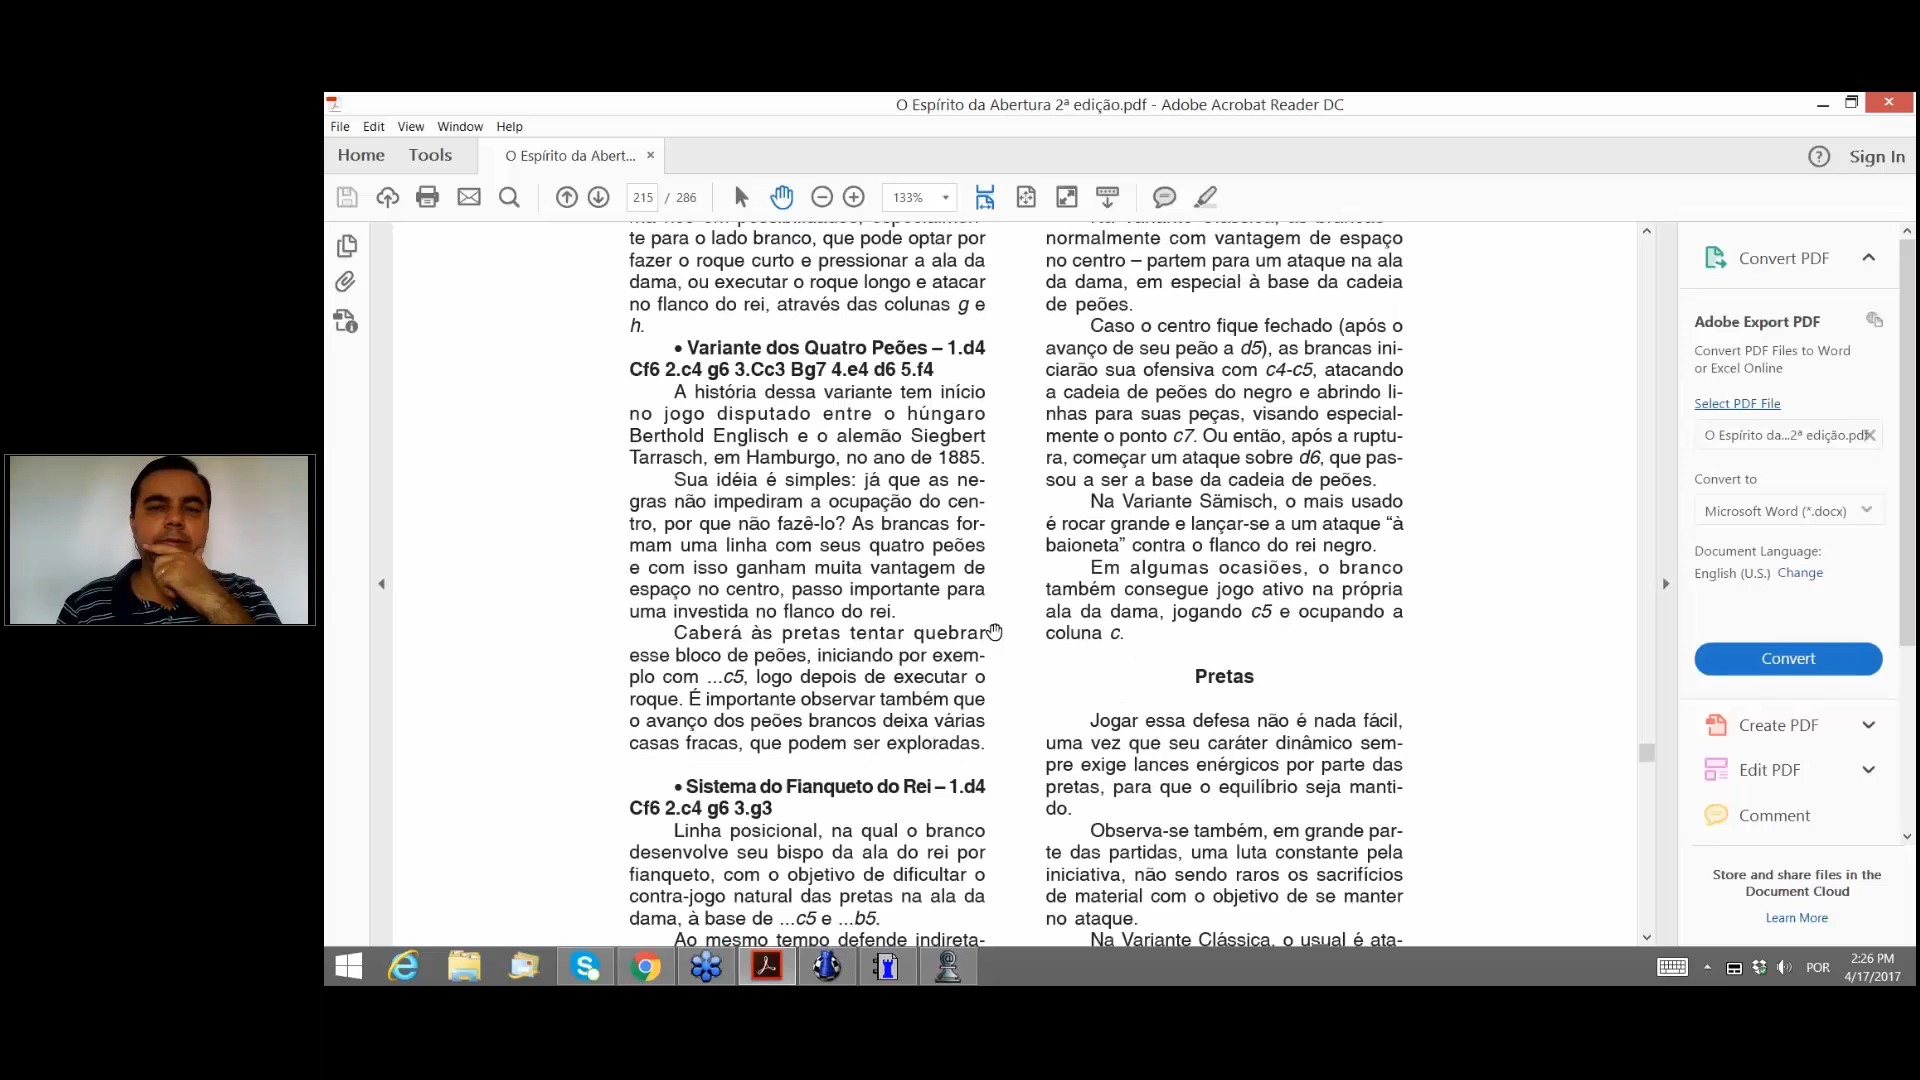 O Espírito da Abertura 2ª edição.pdf - Adobe Acrobat Reader DC
File Edit View Window Help
Home Tools O Espírito da Abert... × Sign In
215 / 286 133%
te para o lado branco, que pode optar por
fazer o roque curto e pressionar a ala da
dama, ou executar o roque longo e atacar
no flanco do rei, através das colunas g e
h.
• Variante dos Quatro Peões – 1.d4
Cf6 2.c4 g6 3.Cc3 Bg7 4.e4 d6 5.f4
A história dessa variante tem início
no jogo disputado entre o húngaro
Berthold Englisch e o alemão Siegbert
Tarrasch, em Hamburgo, no ano de 1885.
Sua idéia é simples: já que as ne-
gras não impediram a ocupação do cen-
tro, por que não fazê-lo? As brancas for-
mam uma linha com seus quatro peões
e com isso ganham muita vantagem de
espaço no centro, passo importante para
uma investida no flanco do rei.
Caberá às pretas tentar quebrar
esse bloco de peões, iniciando por exem-
plo com ...c5, logo depois de executar o
roque. É importante observar também que
o avanço dos peões brancos deixa várias
casas fracas, que podem ser exploradas.
• Sistema do Fianqueto do Rei – 1.d4
Cf6 2.c4 g6 3.g3
Linha posicional, na qual o branco
desenvolve seu bispo da ala do rei por
fianqueto, com o objetivo de dificultar o
contra-jogo natural das pretas na ala da
dama, à base de ...c5 e ...b5.
Ao mesmo tempo defende indireta-
normalmente com vantagem de espaço
no centro – partem para um ataque na ala
da dama, em especial à base da cadeia
de peões.
Caso o centro fique fechado (após o
avanço de seu peão a d5), as brancas ini-
ciarão sua ofensiva com c4-c5, atacando
a cadeia de peões do negro e abrindo li-
nhas para suas peças, visando especial-
mente o ponto c7. Ou então, após a ruptu-
ra, começar um ataque sobre d6, que pas-
sou a ser a base da cadeia de peões.
Na Variante Sämisch, o mais usado
é rocar grande e lançar-se a um ataque “à
baioneta” contra o flanco do rei negro.
Em algumas ocasiões, o branco
também consegue jogo ativo na própria
ala da dama, jogando c5 e ocupando a
coluna c.
Pretas
Jogar essa defesa não é nada fácil,
uma vez que seu caráter dinâmico sem-
pre exige lances enérgicos por parte das
pretas, para que o equilíbrio seja manti-
do.
Observa-se também, em grande par-
te das partidas, uma luta constante pela
iniciativa, não sendo raros os sacrifícios
de material com o objetivo de se manter
no ataque.
Na Variante Clássica, o usual é ata-
Convert PDF
Adobe Export PDF
Convert PDF Files to Word
or Excel Online
Select PDF File
O Espírito da...2ª edição.pdf
Convert to
Microsoft Word (*.docx)
Document Language:
English (U.S.) Change
Convert
Create PDF
Edit PDF
Comment
Store and share files in the
Document Cloud
Learn More
POR
2:26 PM
4/17/2017